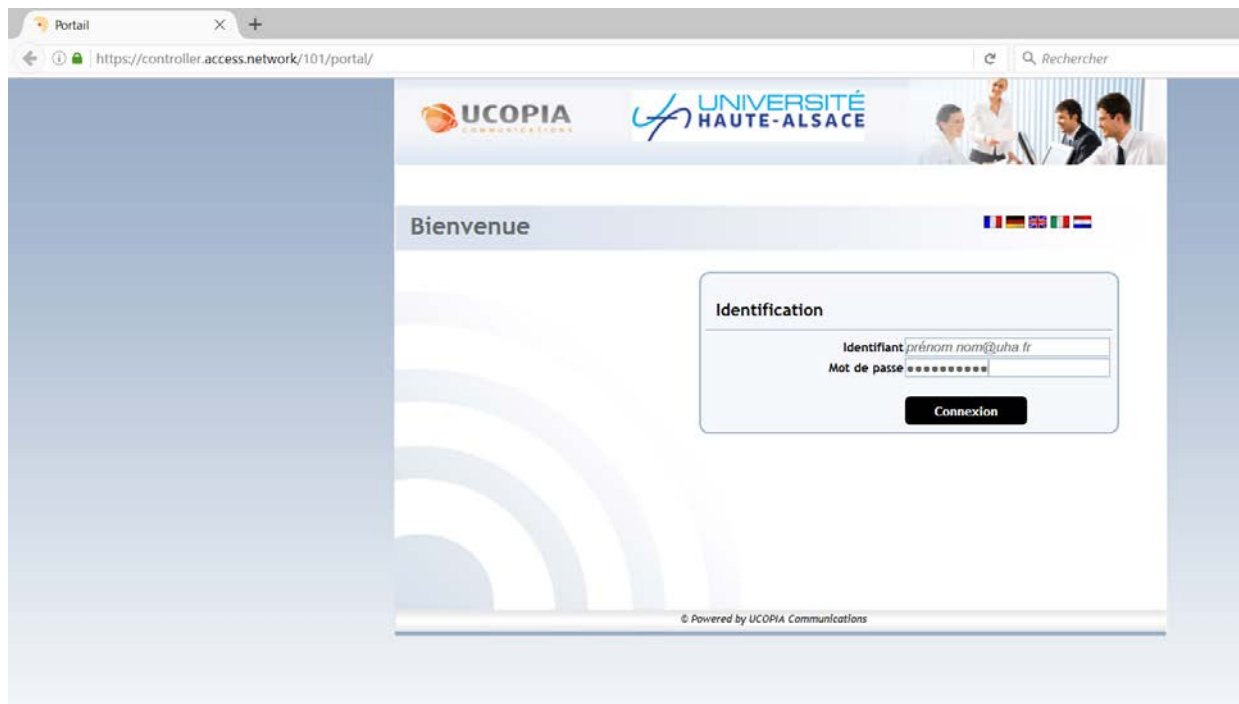 Portail
https://controller.access.network/101/portal/
Rechercher
UCOPIA
COMMUNICATIONS
UNIVERSITÉ
HAUTE-ALSACE
Bienvenue
Identification
Identifiant prénom nom@uha.fr
Mot de passe
Connexion
© Powered by UCOPIA Communications